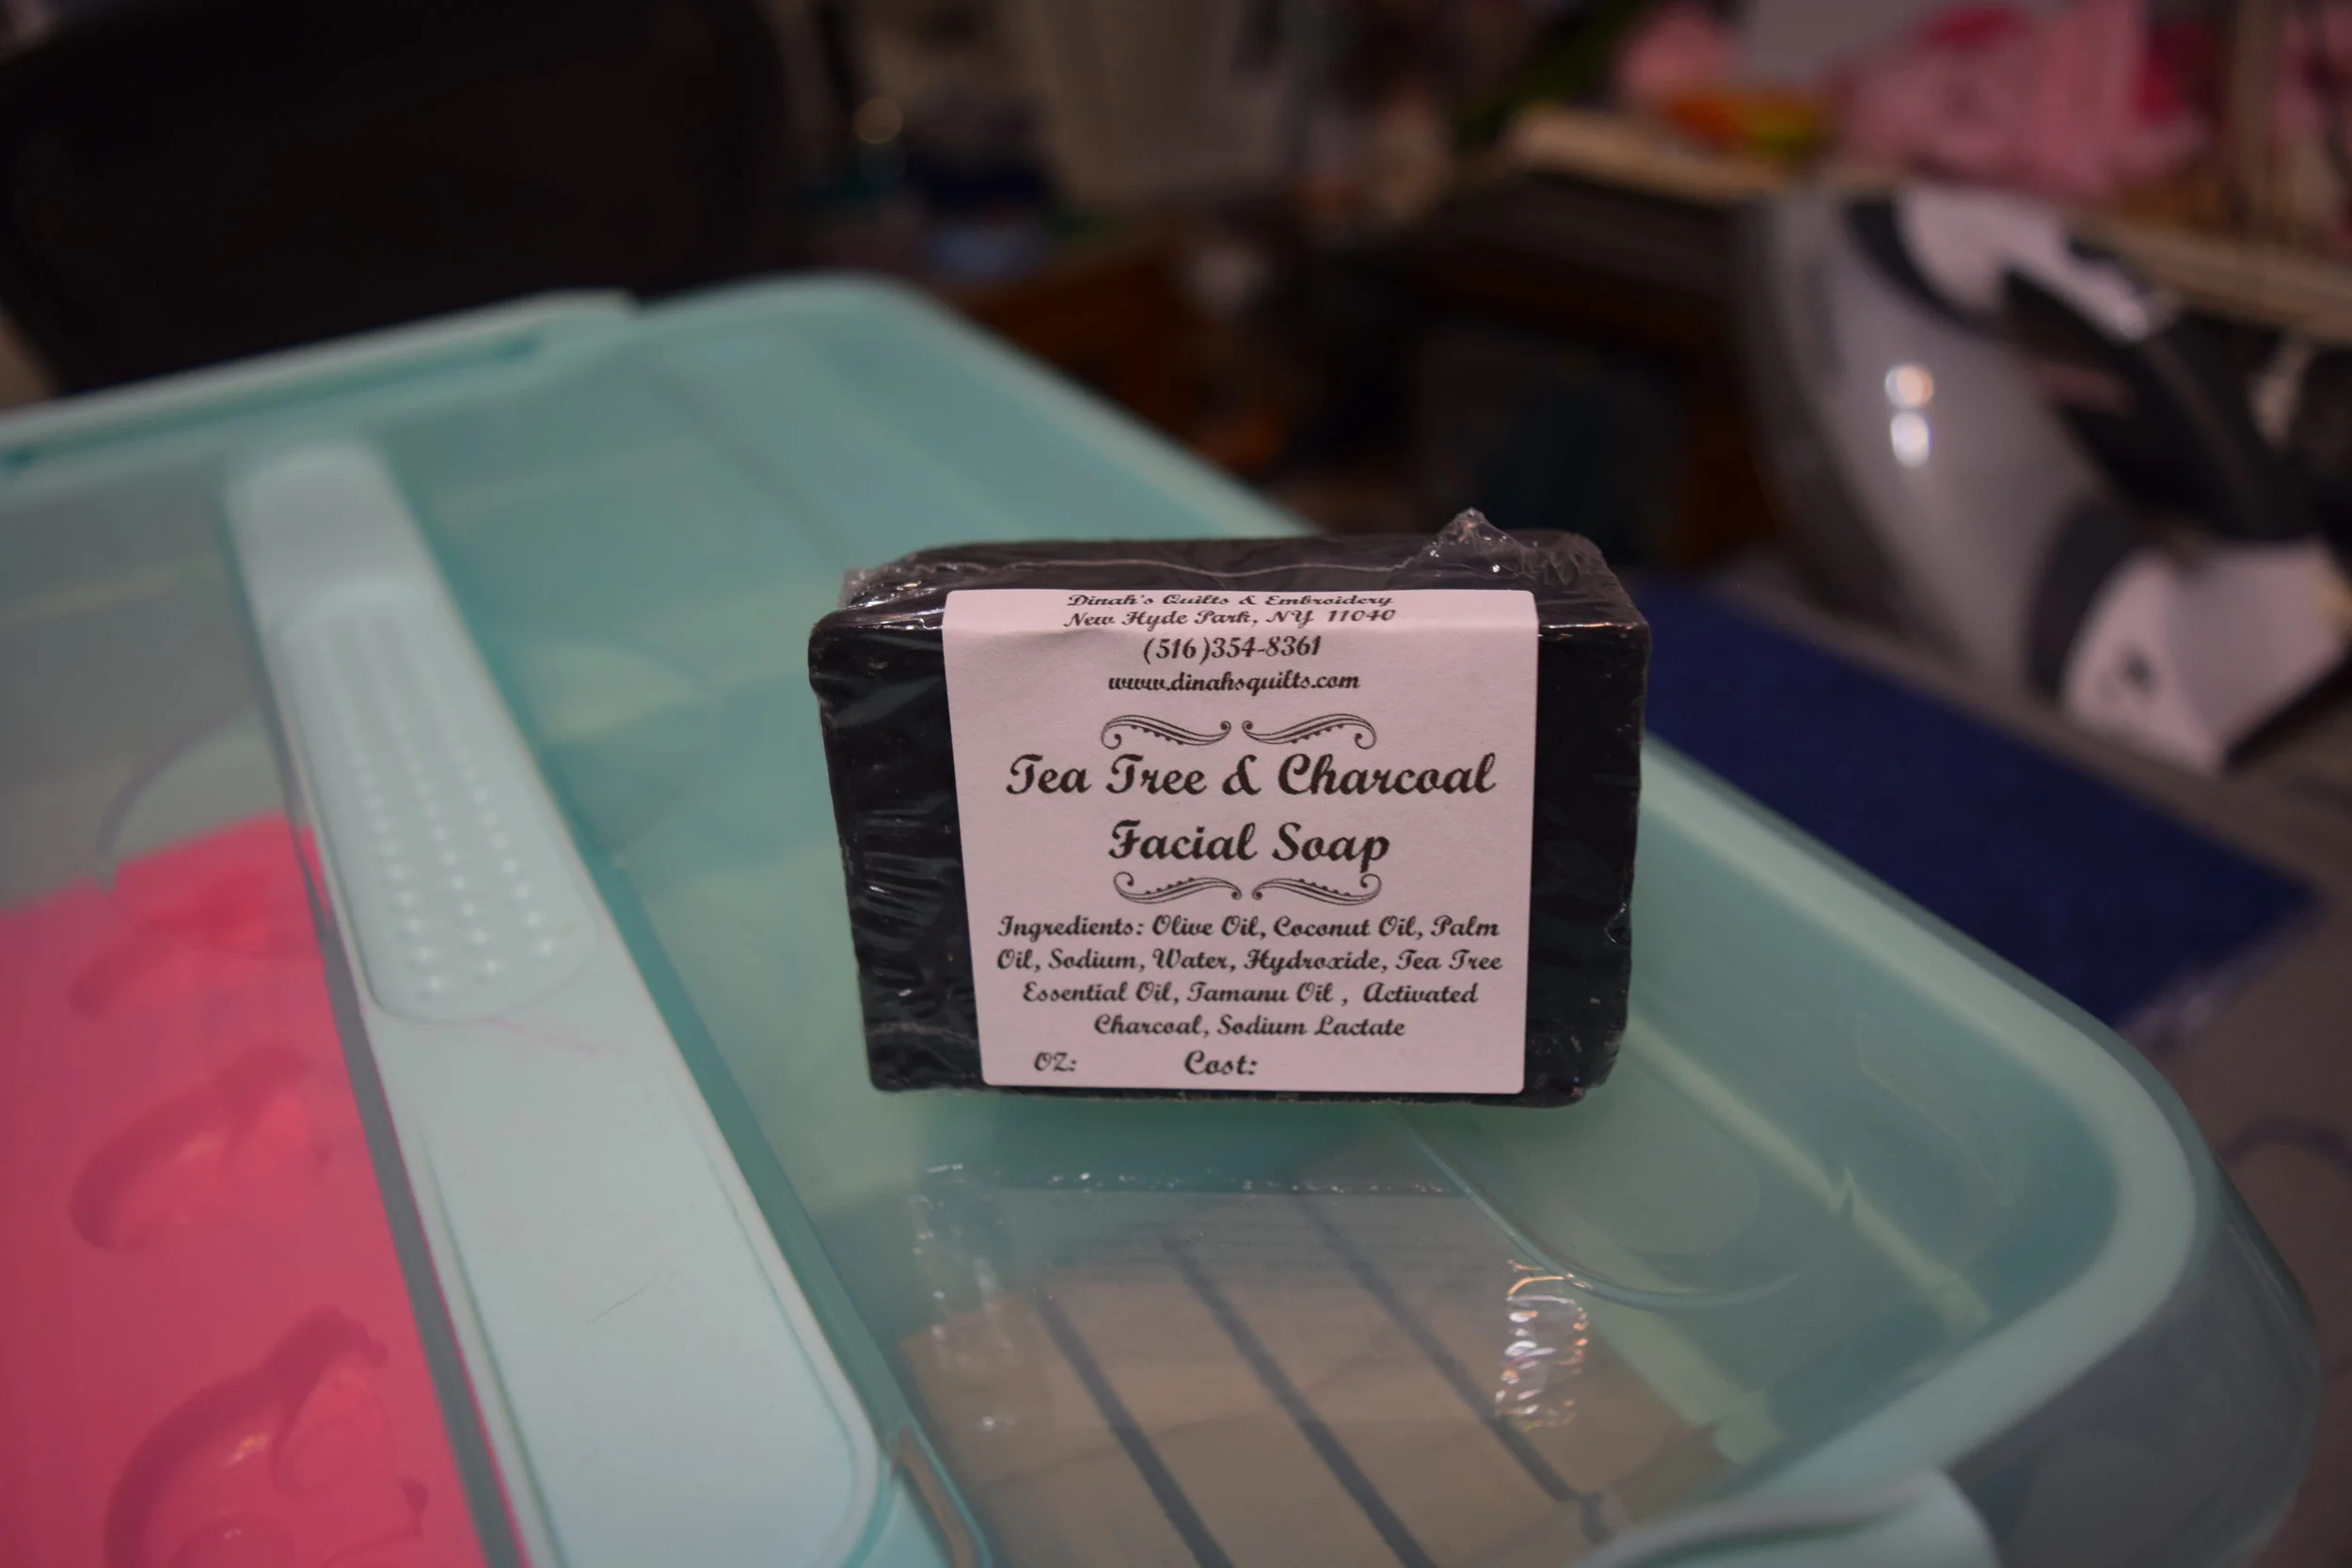 Dinah's Quilts & Embroidery
New Hyde Park, NY 11040
(516)354-8361
www.dinahsquilts.com
Tea Tree & Charcoal
Facial Soap
Ingredients: Olive Oil, Coconut Oil, Palm
Oil, Sodium, Water, Hydroxide, Tea Tree
Essential Oil, Tamanu Oil , Activated
Charcoal, Sodium Lactate
OZ: Cost: